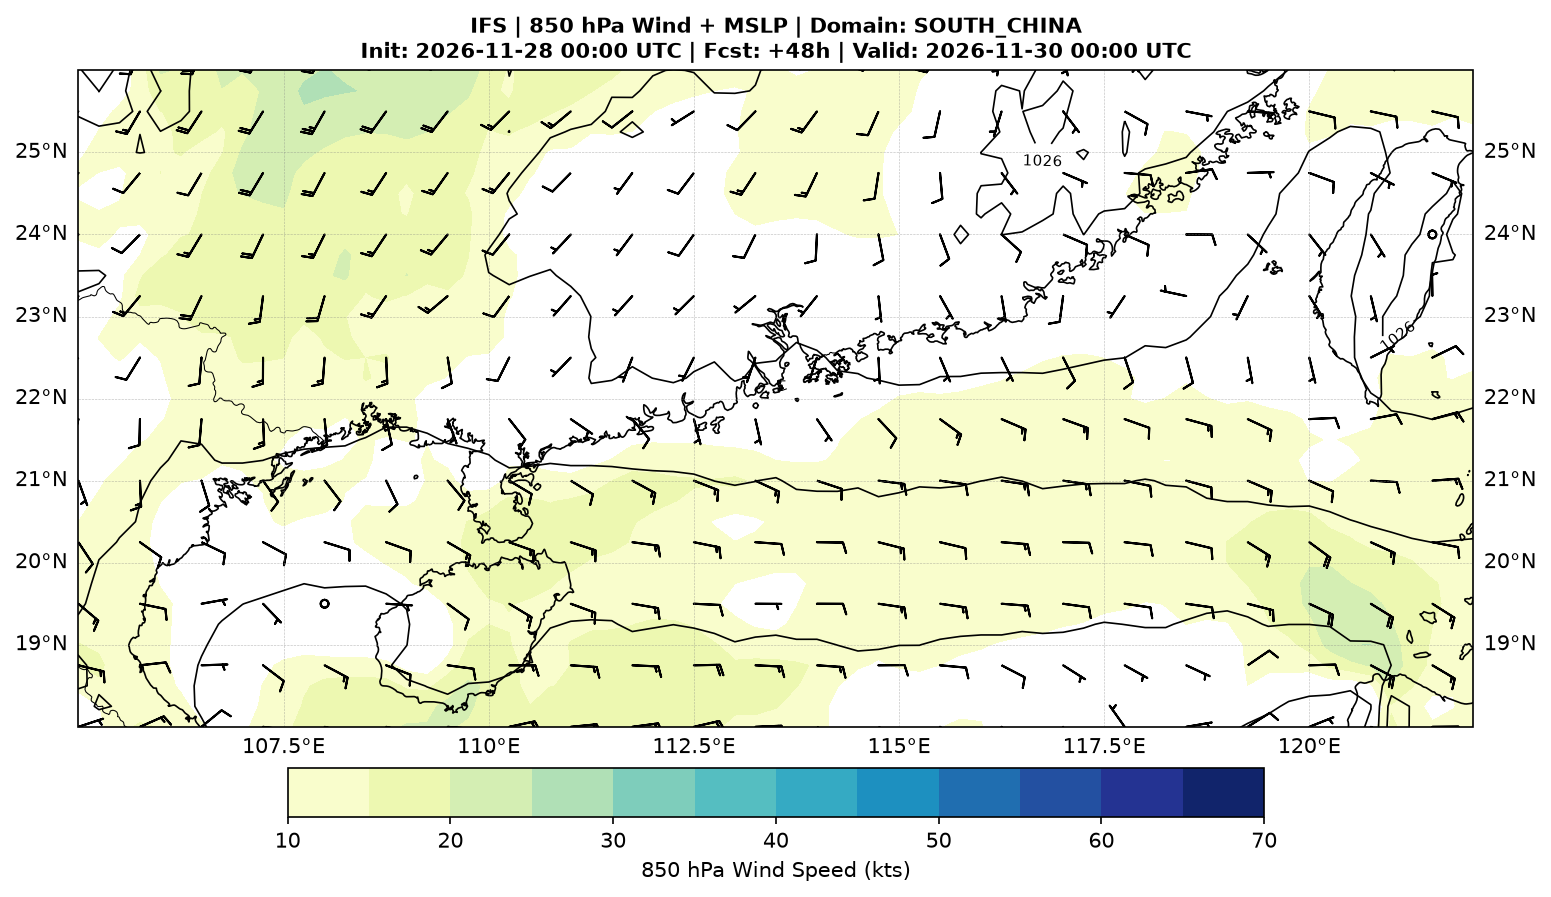 IFS | 850 hPa Wind + MSLP | Domain: SOUTH_CHINA
Init: 2026-11-28 00:00 UTC | Fcst: +48h | Valid: 2026-11-30 00:00 UTC
25°N 25°N
1026
24°N 24°N
23°N 23°N
1026
22°N 22°N
21°N 21°N
20°N 20°N
19°N 19°N
107.5°E 110°E 112.5°E 115°E 117.5°E 120°E
10 20 30 40 50 60 70
850 hPa Wind Speed (kts)